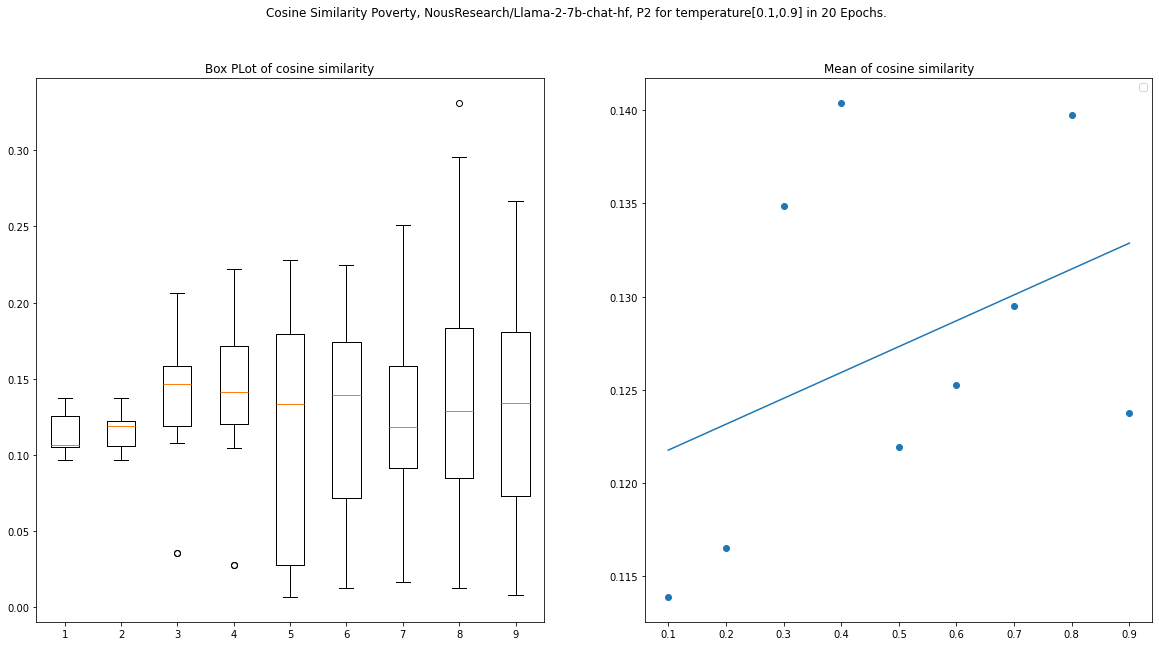 Cosine Similarity Poverty, NousResearch/Llama-2-7b-chat-hf, P2 for temperature[0.1,0.9] in 20 Epochs.
Box PLot of cosine similarity
0.30
0.25
0.20
0.15
0.10
0.05
0.00
1 2 3 4 5 6 7 8 9
Mean of cosine similarity
0.140
0.135
0.130
0.125
0.120
0.115
0.1 0.2 0.3 0.4 0.5 0.6 0.7 0.8 0.9